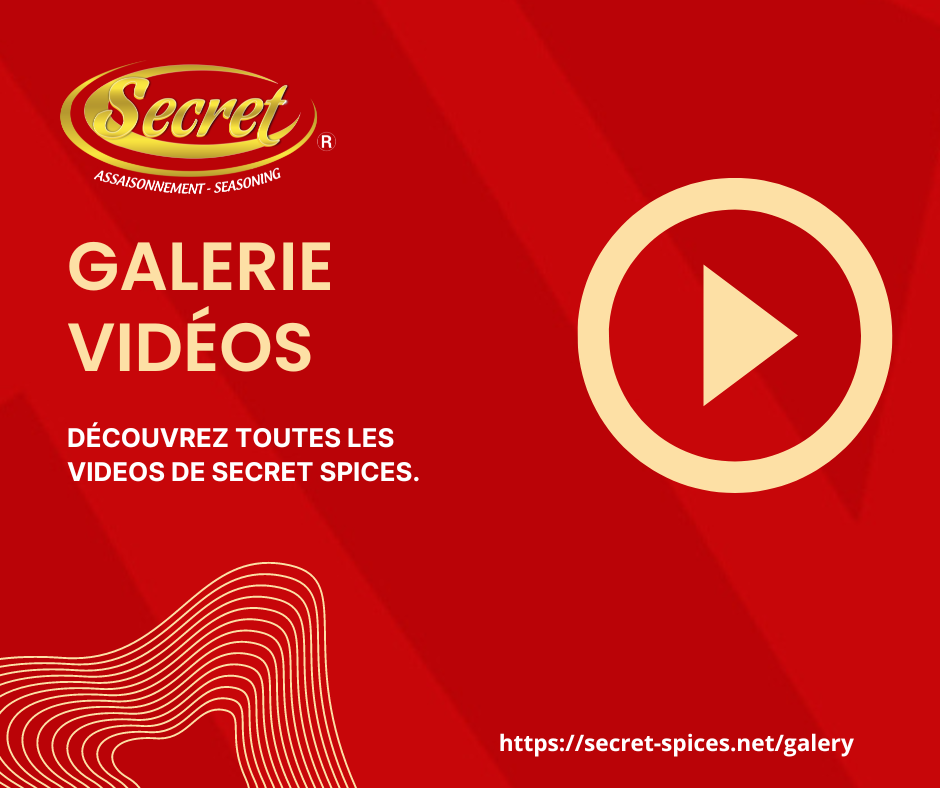 Secret
®
ASSAISONNEMENT - SEASONING
GALERIE
VIDÉOS
DÉCOUVREZ TOUTES LES
VIDEOS DE SECRET SPICES.
https://secret-spices.net/galery